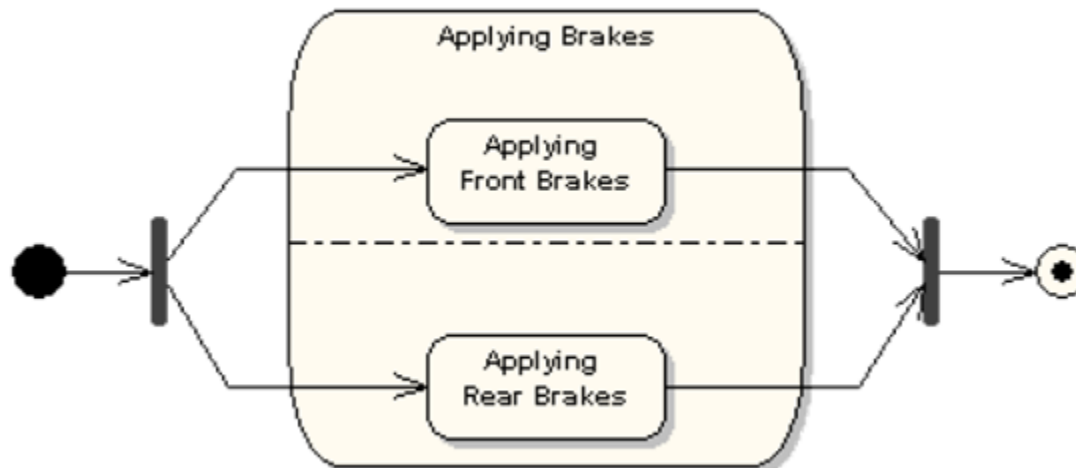 Applying Brakes
Applying
Front Brakes
Applying
Rear Brakes